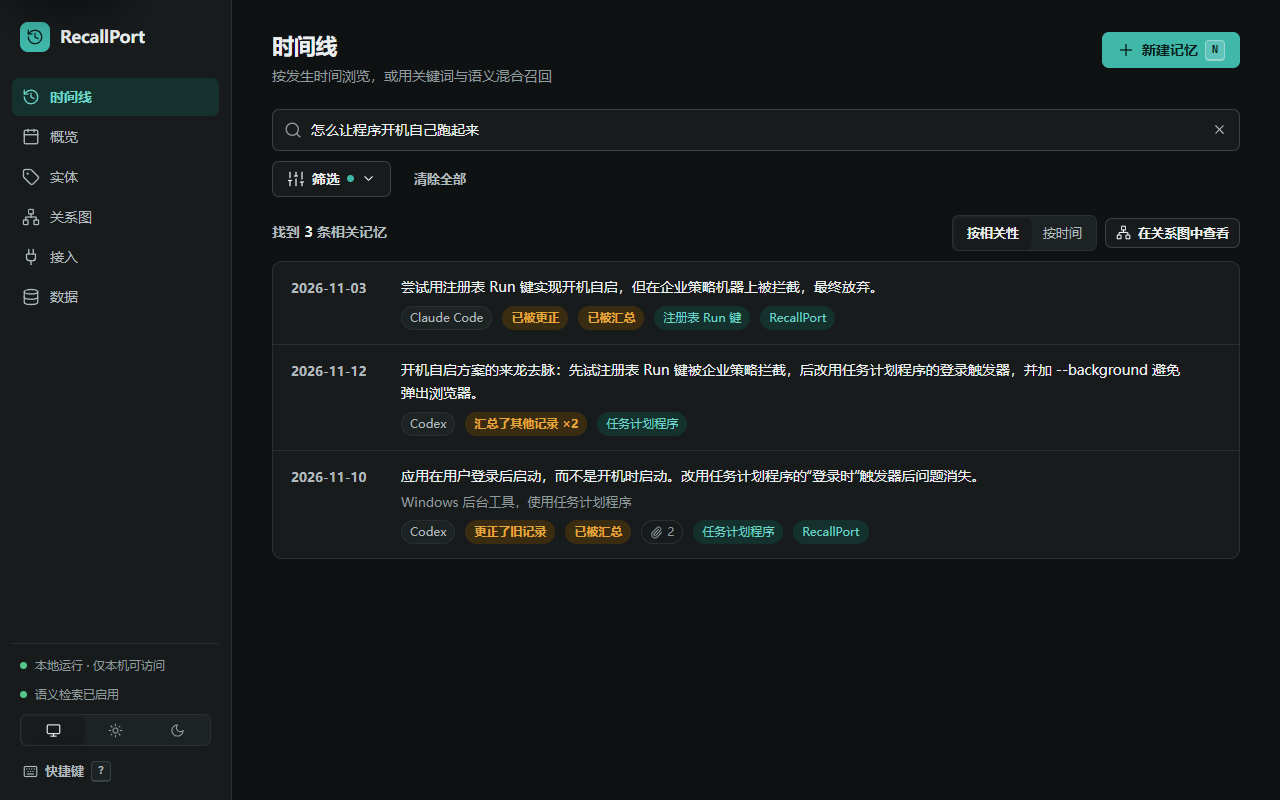 RecallPort
时间线
概览
实体
关系图
接入
数据
本地运行 · 仅本机可访问
语义检索已启用
快捷键 ?
时间线
按发生时间浏览，或用关键词与语义混合召回
新建记忆 N
怎么让程序开机自己跑起来
筛选
清除全部
找到 3 条相关记忆
按相关性
按时间
在关系图中查看
2026-11-03
尝试用注册表 Run 键实现开机自启，但在企业策略机器上被拦截，最终放弃。
Claude Code 已被更正 已被汇总 注册表 Run 键 RecallPort
2026-11-12
开机自启方案的来龙去脉：先试注册表 Run 键被企业策略拦截，后改用任务计划程序的登录触发器，并加 --background 避免
弹出浏览器。
Codex 汇总了其他记录 ×2 任务计划程序
2026-11-10
应用在用户登录后启动，而不是开机时启动。改用任务计划程序的“登录时”触发器后问题消失。
Windows 后台工具，使用任务计划程序
Codex 更正了旧记录 已被汇总 2 任务计划程序 RecallPort